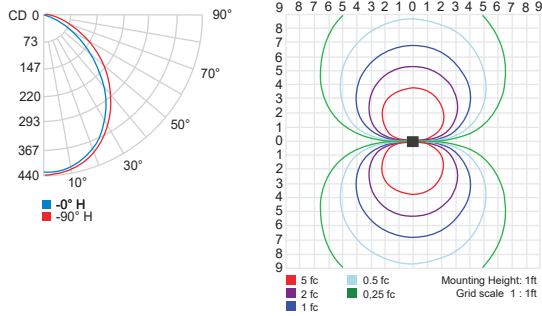 CD 0
73
147
220
293
367
440
90°
70°
50°
30°
10°
-0° H
-90° H
9 8 7 6 5 4 3 2 1 0 1 2 3 4 5 6 7 8 9
8
7
6
5
4
3
2
1
0
1
2
3
4
5
6
7
8
9
9 8 7 6 5 4 3 2 1 0 1 2 3 4 5 6 7 8 9
5 fc
2 fc
1 fc
0.5 fc
0,25 fc
Mounting Height: 1ft
Grid scale 1 : 1ft